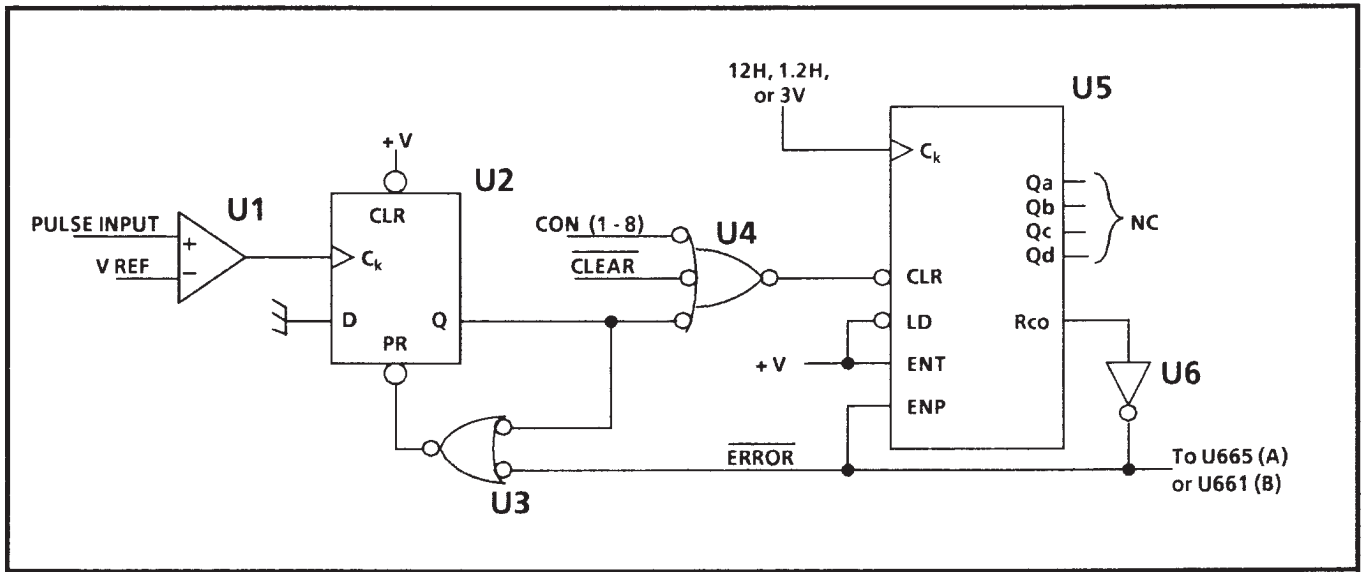 12H, 1.2H,
or 3V
U5
+ V
U2
Ck
CLR
U1
PULSE INPUT
+
Ck
V REF
−
CON (1 - 8)
U4
CLEAR
Qa
Qb
Qc
Qd
NC
CLR
D
Q
PR
LD
Rco
+ V
ENT
U6
ENP
ERROR
U3
To U665 (A)
or U661 (B)